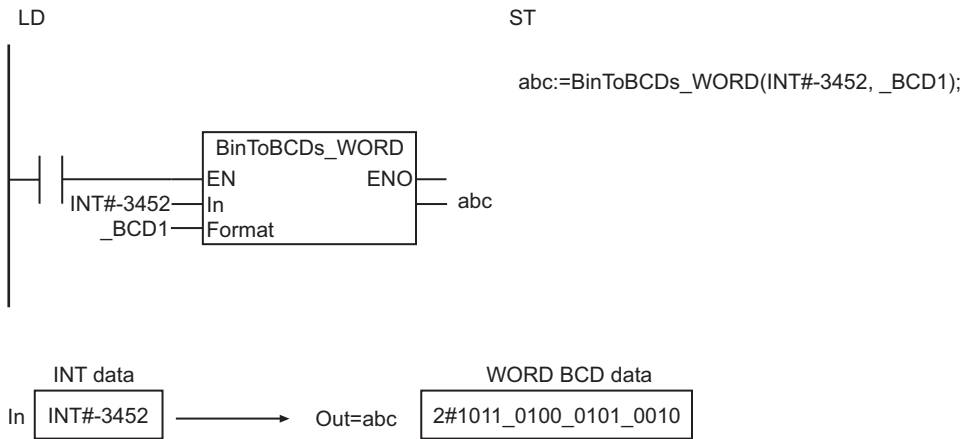 LD
ST
abc:=BinToBCDs_WORD(INT#-3452, _BCD1);
BinToBCDs_WORD
EN ENO
INT#-3452 In abc
_BCD1 Format
INT data WORD BCD data
In INT#-3452 Out=abc 2#1011_0100_0101_0010